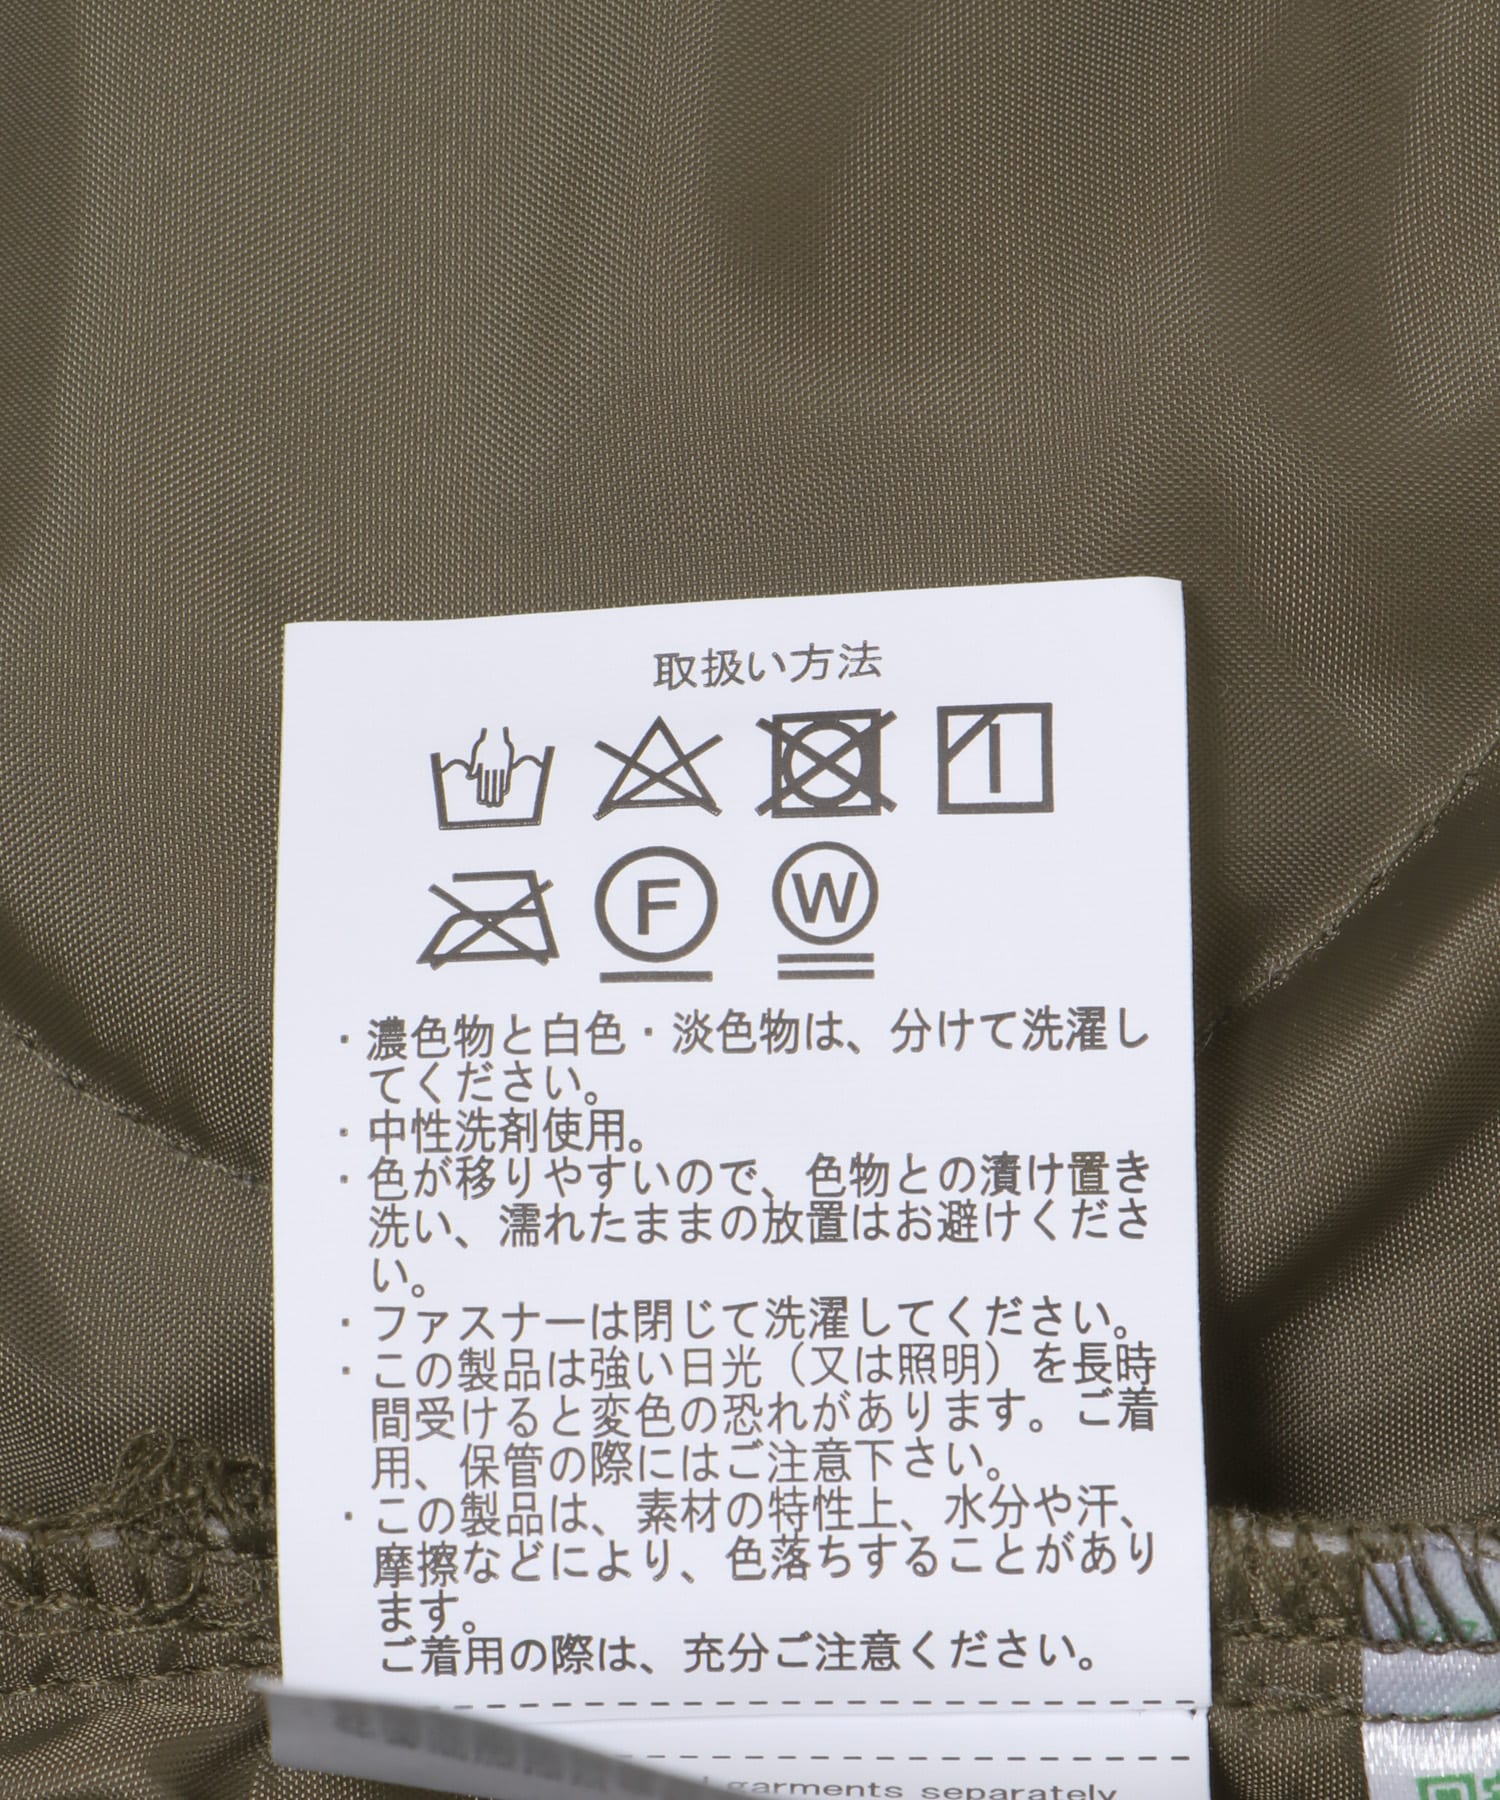 取扱い方法
F
W
・濃色物と白色・淡色物は、分けて洗濯し
てください。
・中性洗剤使用。
・色が移りやすいので、色物との漬け置き
洗い、濡れたままの放置はお避けくださ
い。
・ファスナーは閉じて洗濯してください。
・この製品は強い日光（又は照明）を長時
間受けると変色の恐れがあります。ご着
用、保管の際にはご注意下さい。
・この製品は、素材の特性上、水分や汗、
摩擦などにより、色落ちすることがあり
ます。
ご着用の際は、充分ご注意ください。
garments separately